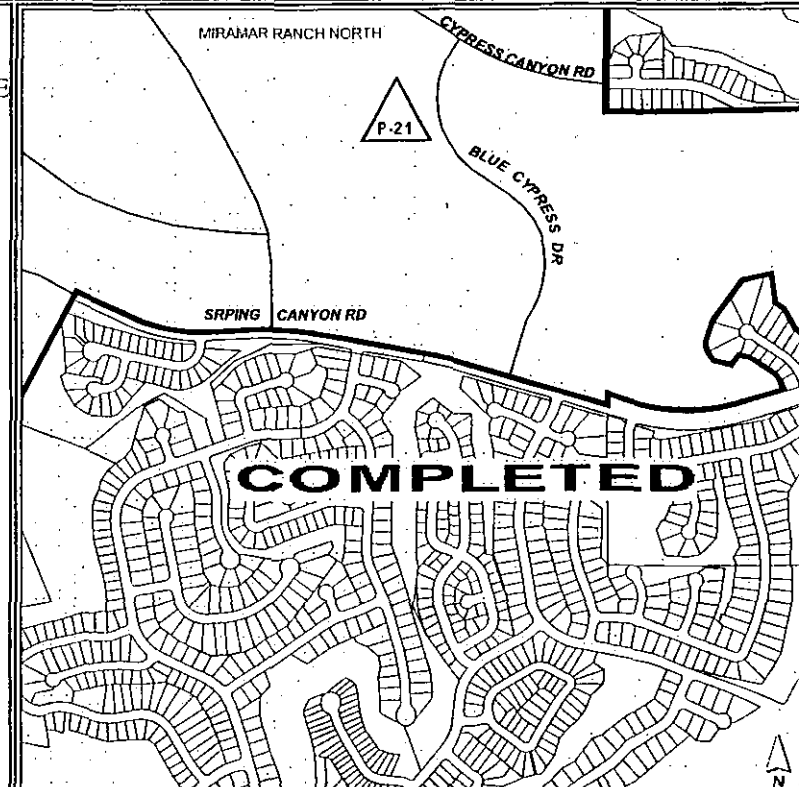 MIRAMAR RANCH NORTH
CYPRESS CANYON RD
P-21
BLUE CYPRESS DR
SRPING CANYON RD
COMPLETED
N